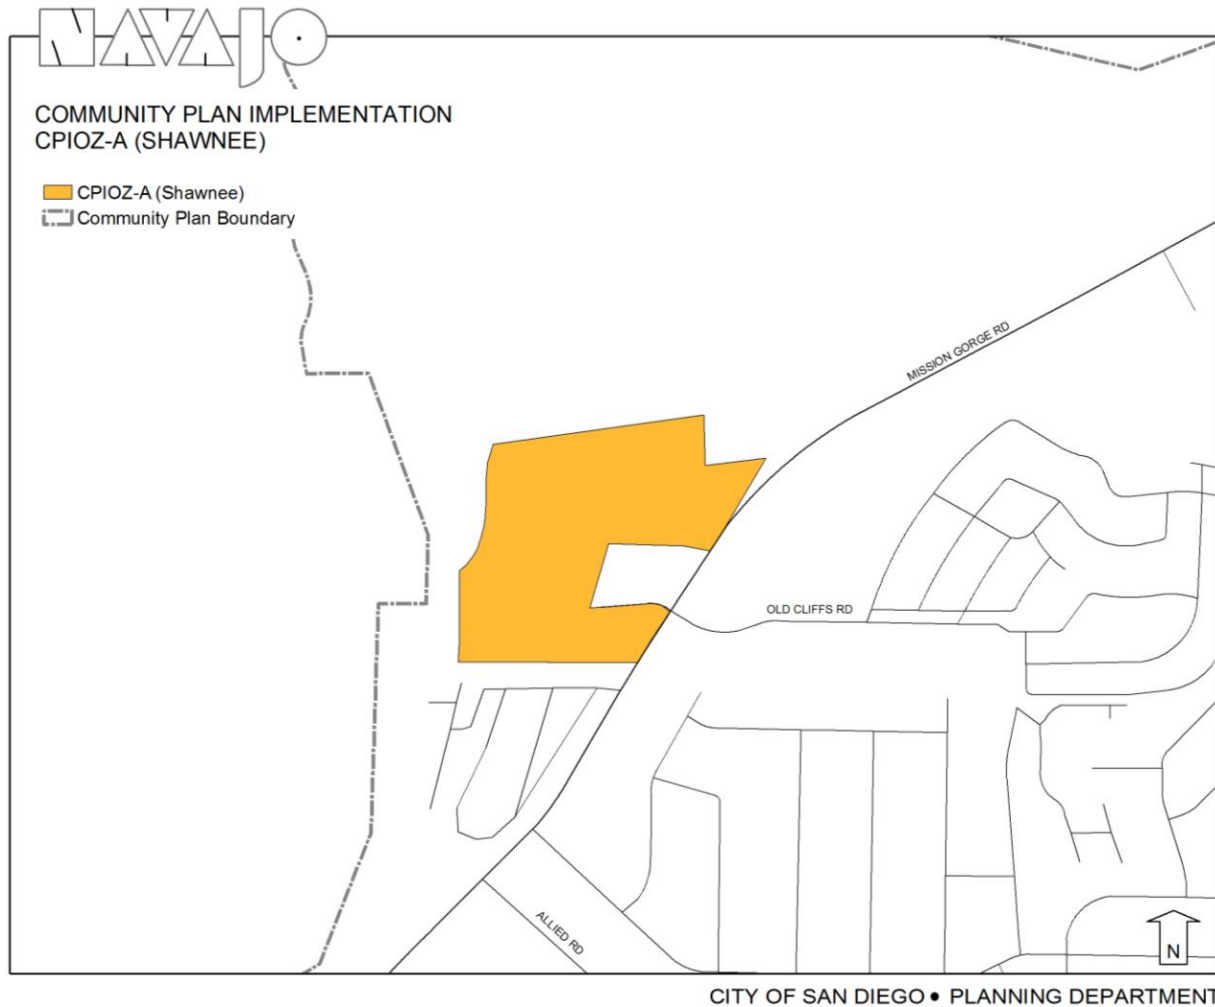 NAVAJO
COMMUNITY PLAN IMPLEMENTATION
CPIOZ-A (SHAWNEE)
CPIOZ-A (Shawnee)
Community Plan Boundary
MISSION GORGE RD
OLD CLIFFS RD
ALLIED RD
N
CITY OF SAN DIEGO • PLANNING DEPARTMENT